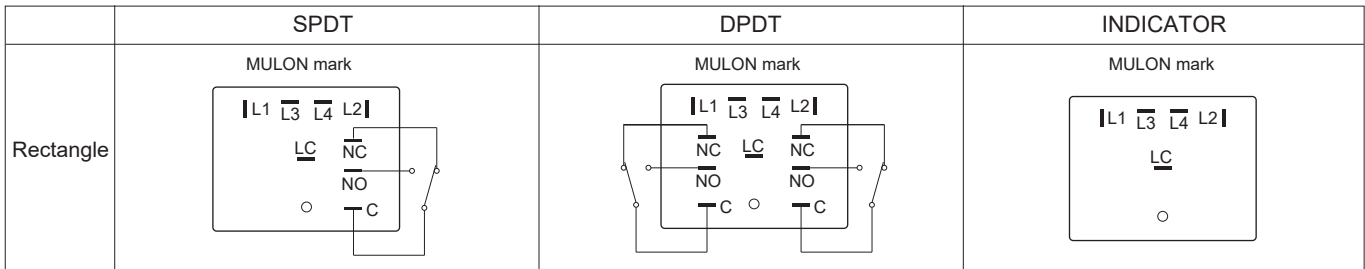 SPDT DPDT INDICATOR
Rectangle
MULON mark
L1 L3 L4 L2
LC NC
NO
C
MULON mark
L1 L3 L4 L2
NC LC NC
NO NO
C C
MULON mark
L1 L3 L4 L2
LC